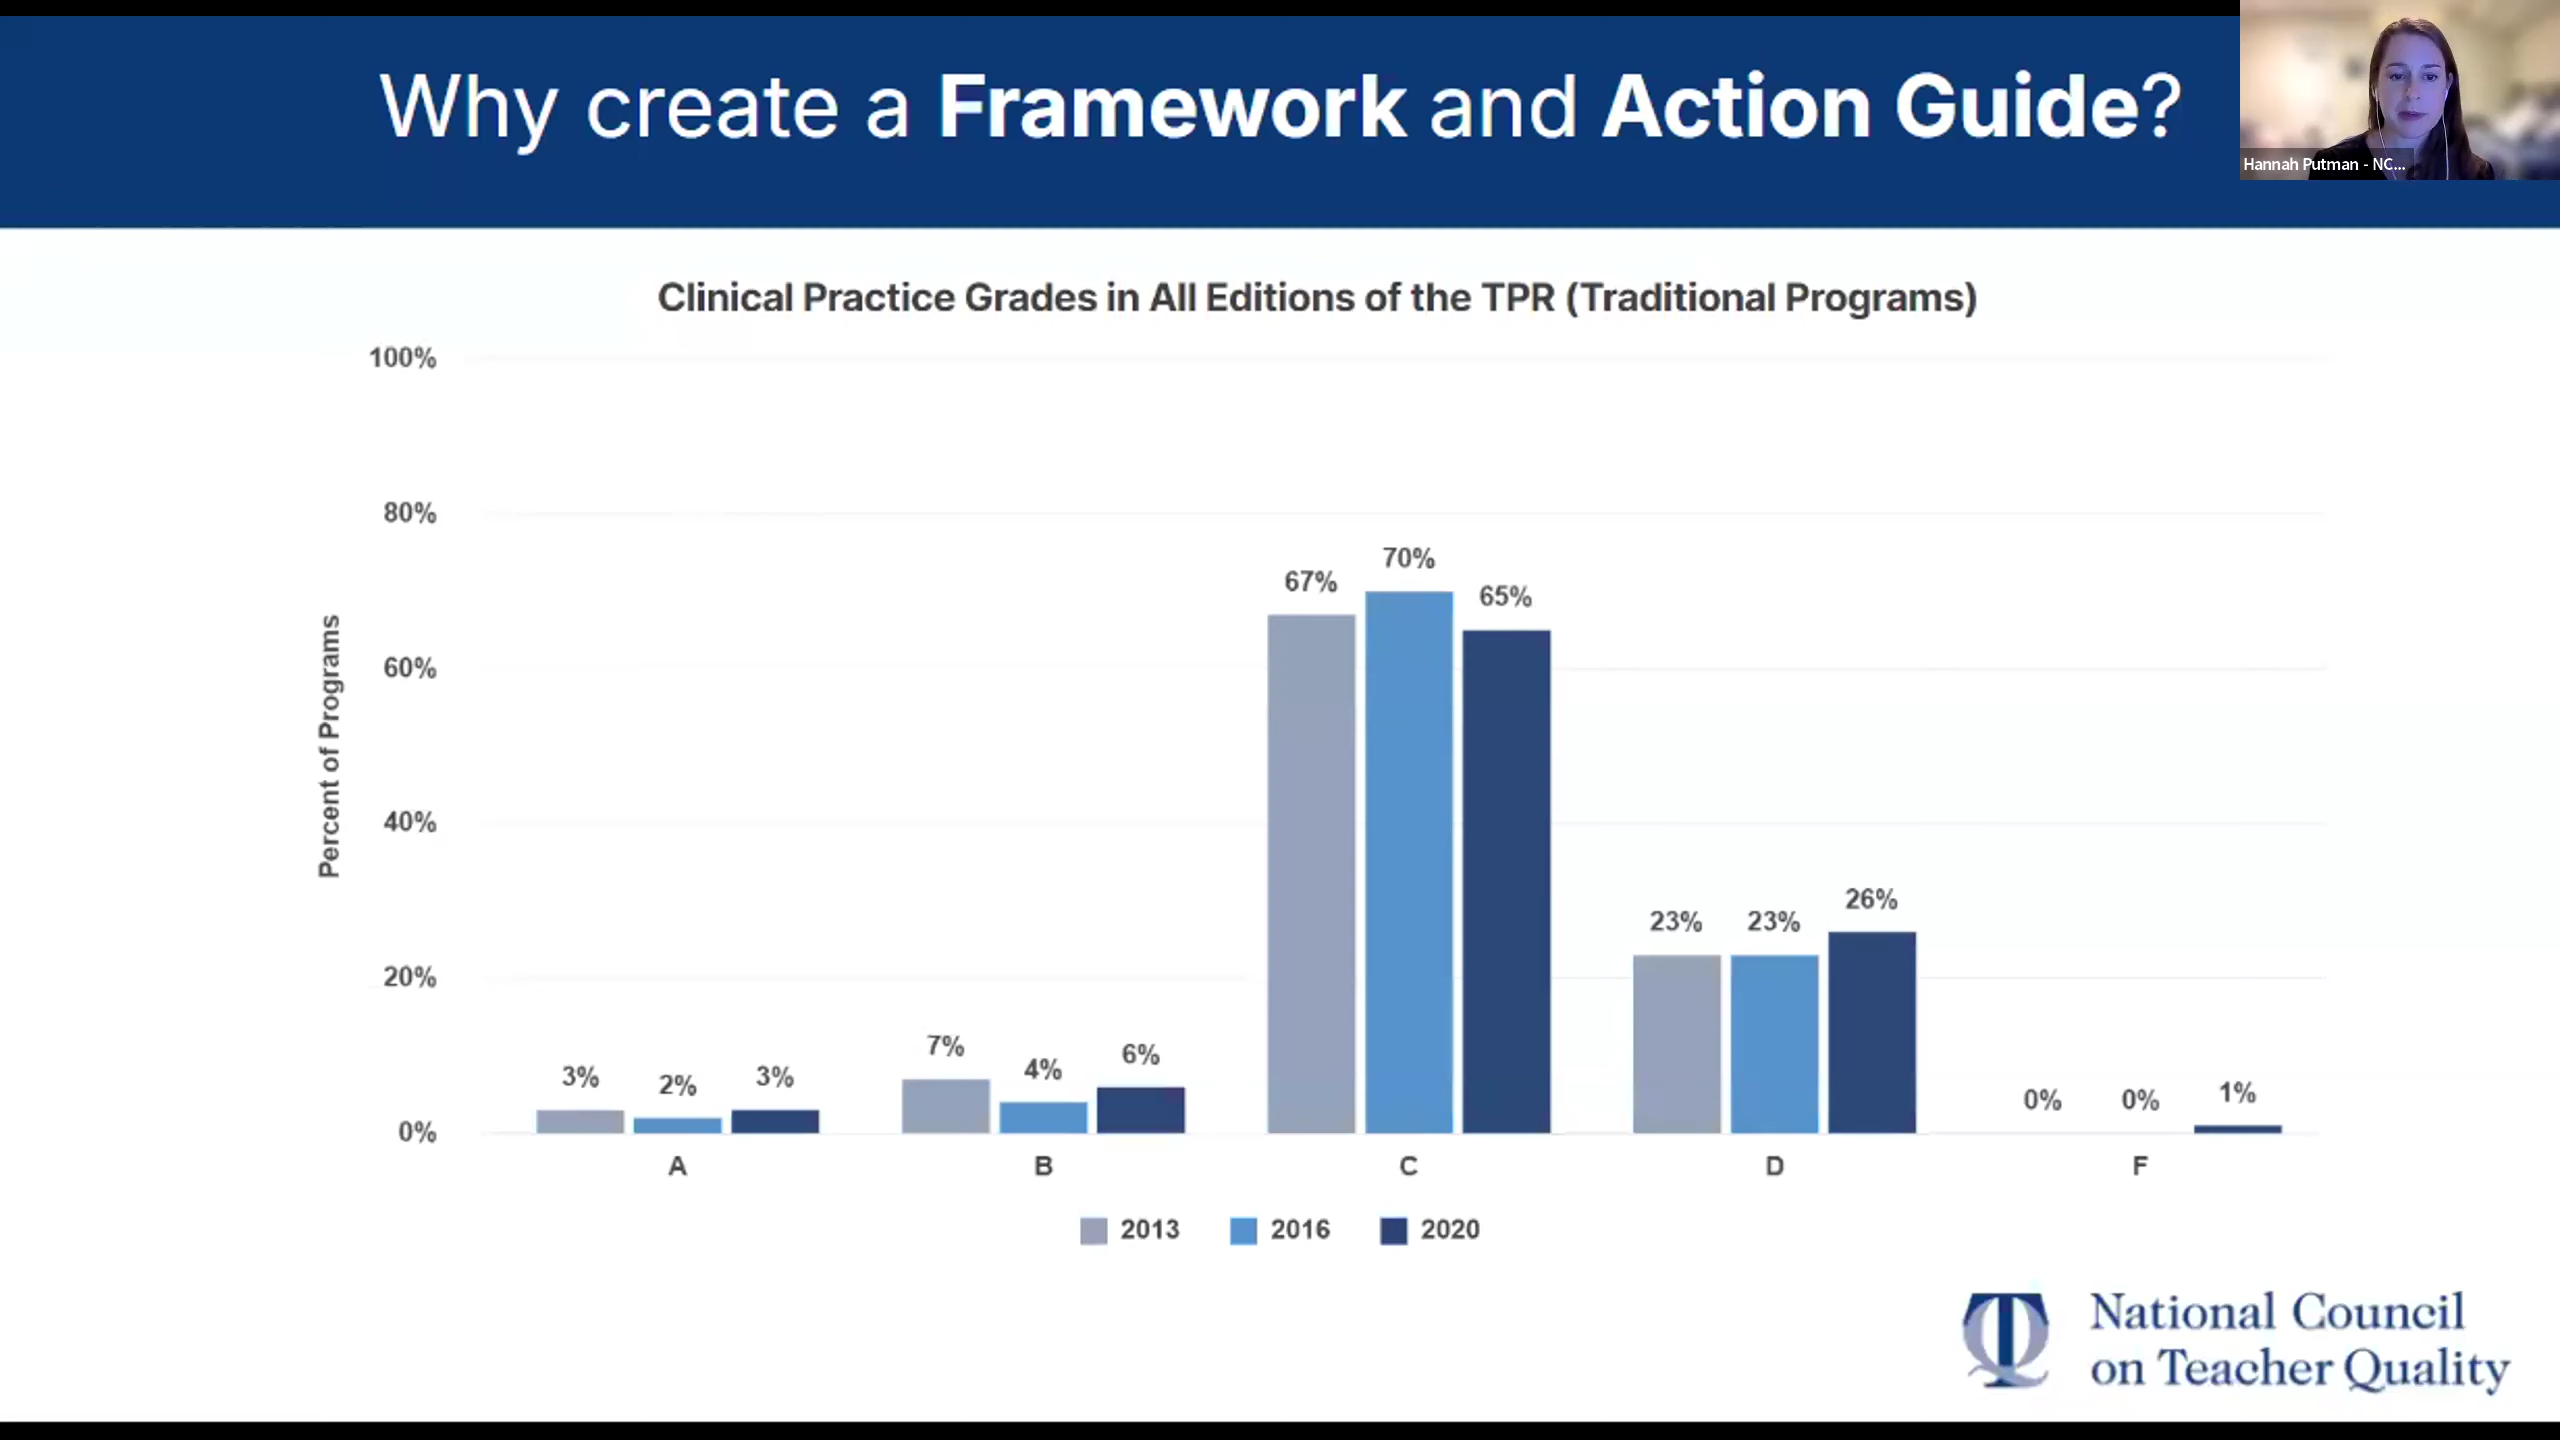 Why create a Framework and Action Guide?
Hannah Putman - NC...
Clinical Practice Grades in All Editions of the TPR (Traditional Programs)
Percent of Programs
100%
80%
60%
40%
20%
0%
3%
2%
3%
7%
4%
6%
67%
70%
65%
23%
23%
26%
0%
0%
1%
A
B
C
D
F
2013
2016
2020
TQ
National Council
on Teacher Quality